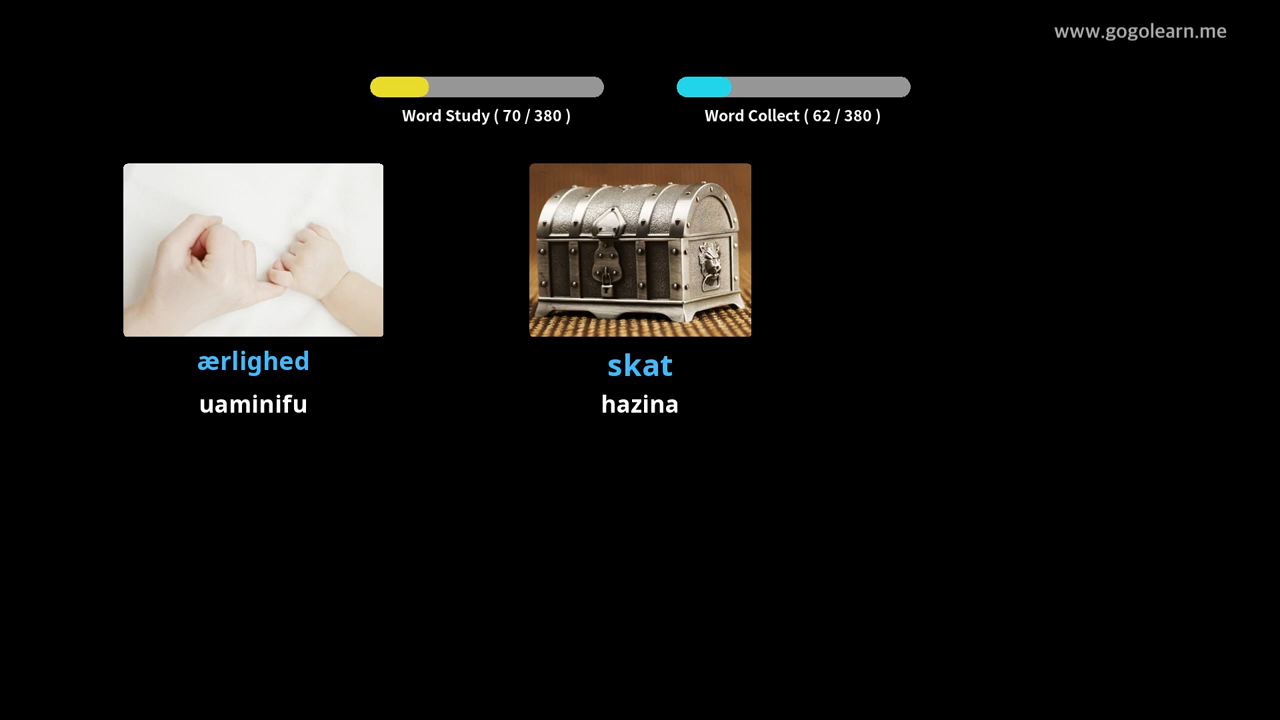 www.gogolearn.me
Word Study ( 70 / 380 )
Word Collect ( 62 / 380 )
ærlighed
uaminifu
skat
hazina